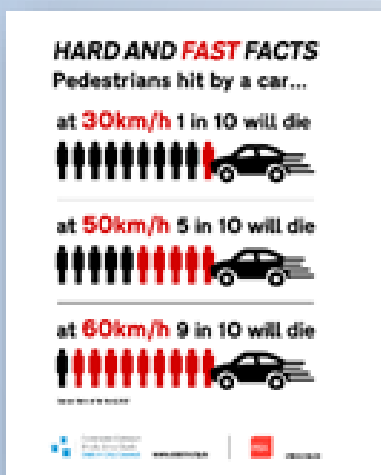 HARD AND FAST FACTS
Pedestrians hit by a car...
at 30km/h 1 in 10 will die
at 50km/h 5 in 10 will die
at 60km/h 9 in 10 will die